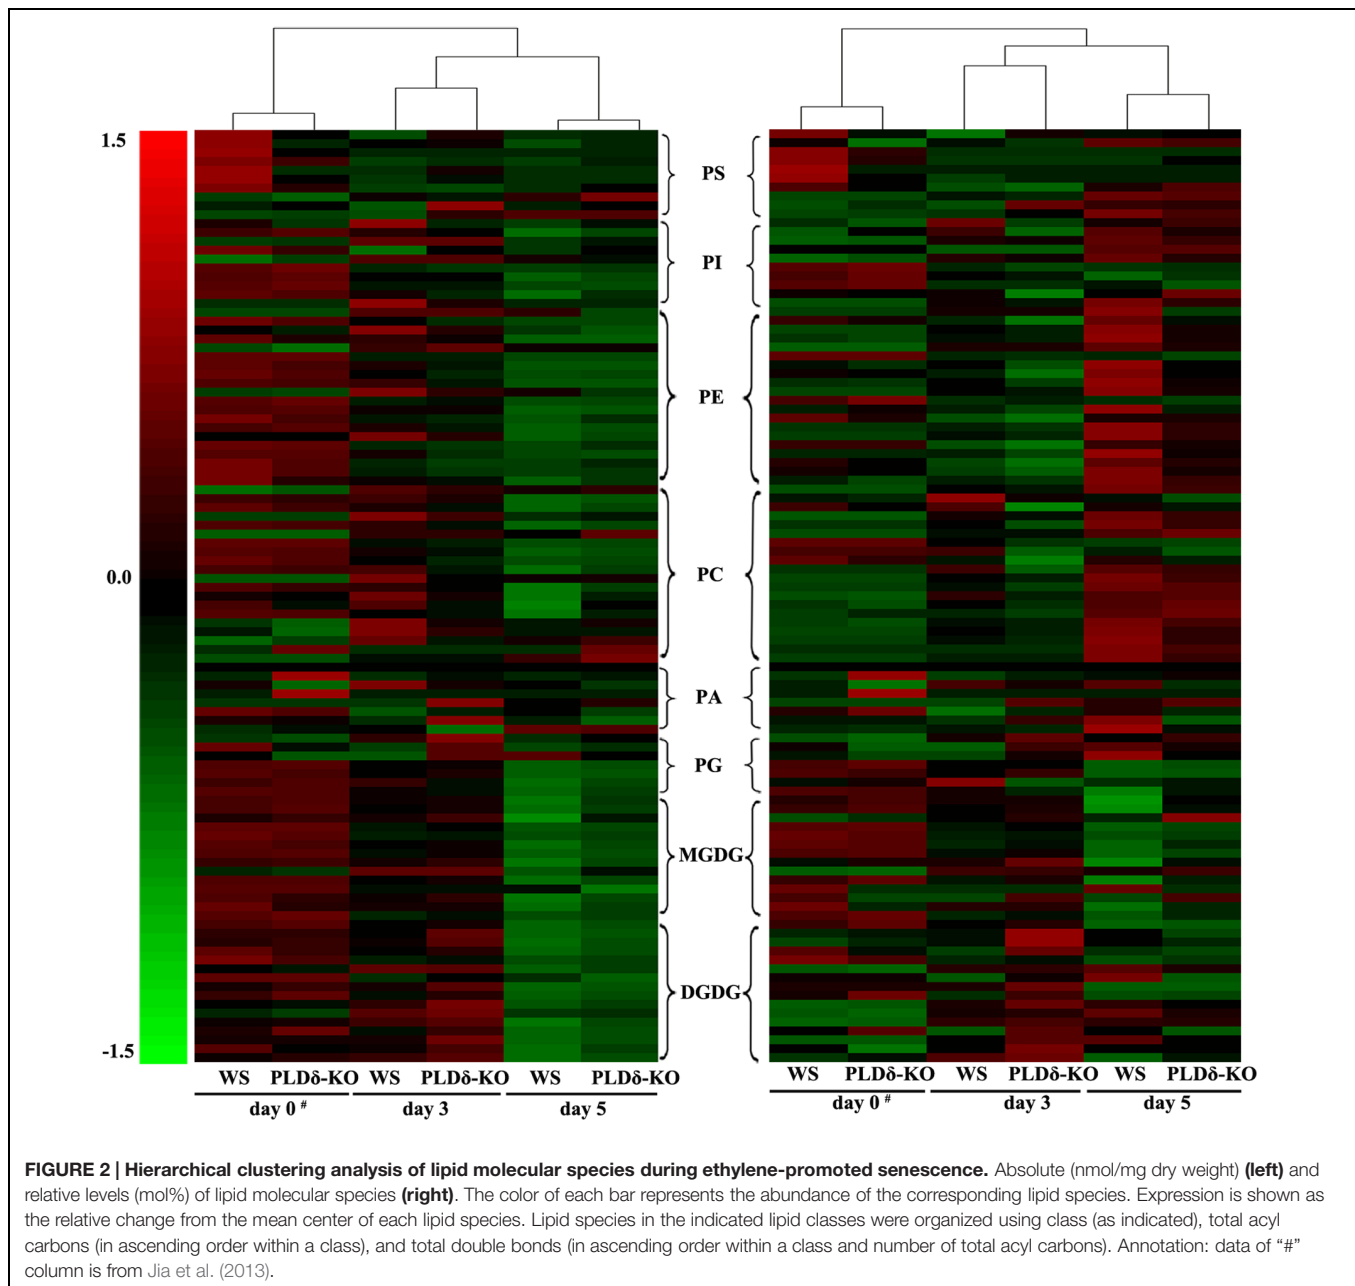 1.5
0.0
-1.5
PS
PI
PE
PC
PA
PG
MGDG
DGDG
WS PLDδ-KO WS PLDδ-KO WS PLDδ-KO
day 0 # day 3 day 5
WS PLDδ-KO WS PLDδ-KO WS PLDδ-KO
day 0 # day 3 day 5
FIGURE 2 | Hierarchical clustering analysis of lipid molecular species during ethylene-promoted senescence. Absolute (nmol/mg dry weight) (left) and
relative levels (mol%) of lipid molecular species (right). The color of each bar represents the abundance of the corresponding lipid species. Expression is shown as
the relative change from the mean center of each lipid species. Lipid species in the indicated lipid classes were organized using class (as indicated), total acyl
carbons (in ascending order within a class), and total double bonds (in ascending order within a class and number of total acyl carbons). Annotation: data of “#”
column is from Jia et al. (2013).